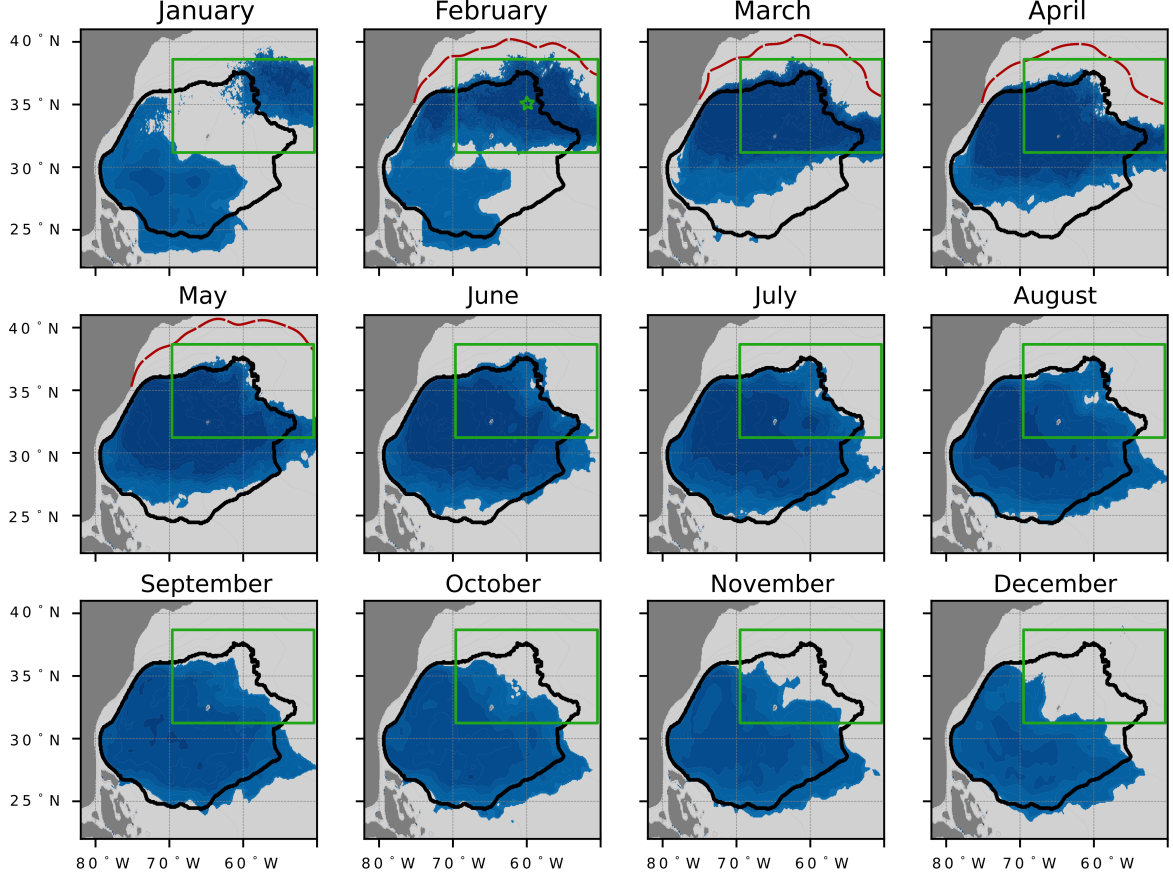 January February March April
40°N
35°N
30°N
25°N
May June July August
40°N
35°N
30°N
25°N
September October November December
40°N
35°N
30°N
25°N
80°W 70°W 60°W 80°W 70°W 60°W 80°W 70°W 60°W 80°W 70°W 60°W